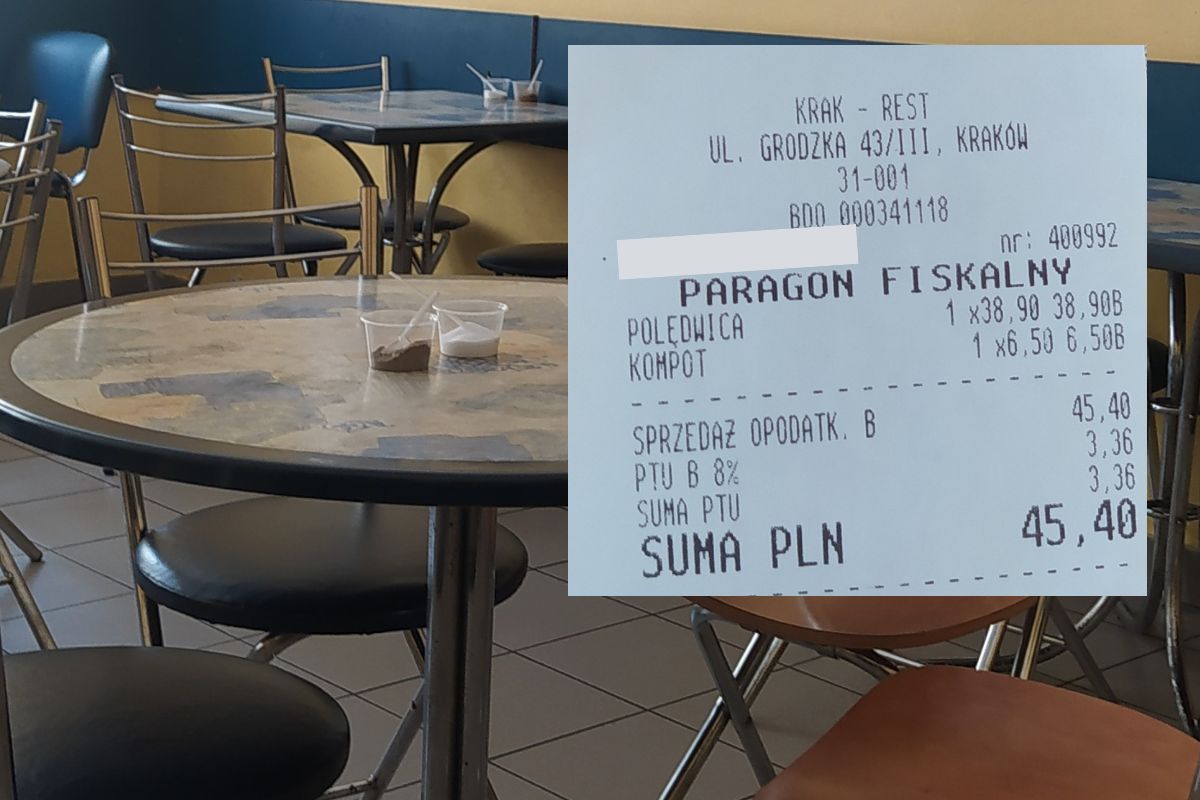 KRAK - REST
UL. GRODZKA 43/III, KRAKÓW
31-001
BDO 000341118
nr: 400992
PARAGON FISKALNY
POLĘDWICA 1 x38,90 38,90B
KOMPOT 1 x6,50 6,50B
SPRZEDAŻ OPODATK. B 45,40
PTU B 8% 3,36
SUMA PTU 3,36
SUMA PLN 45,40